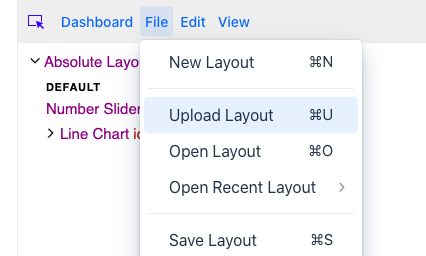 Dashboard File Edit View
Absolute Layo
DEFAULT
Number Slider
Line Chart
New Layout ⌘N
Upload Layout ⌘U
Open Layout ⌘O
Open Recent Layout
Save Layout ⌘S